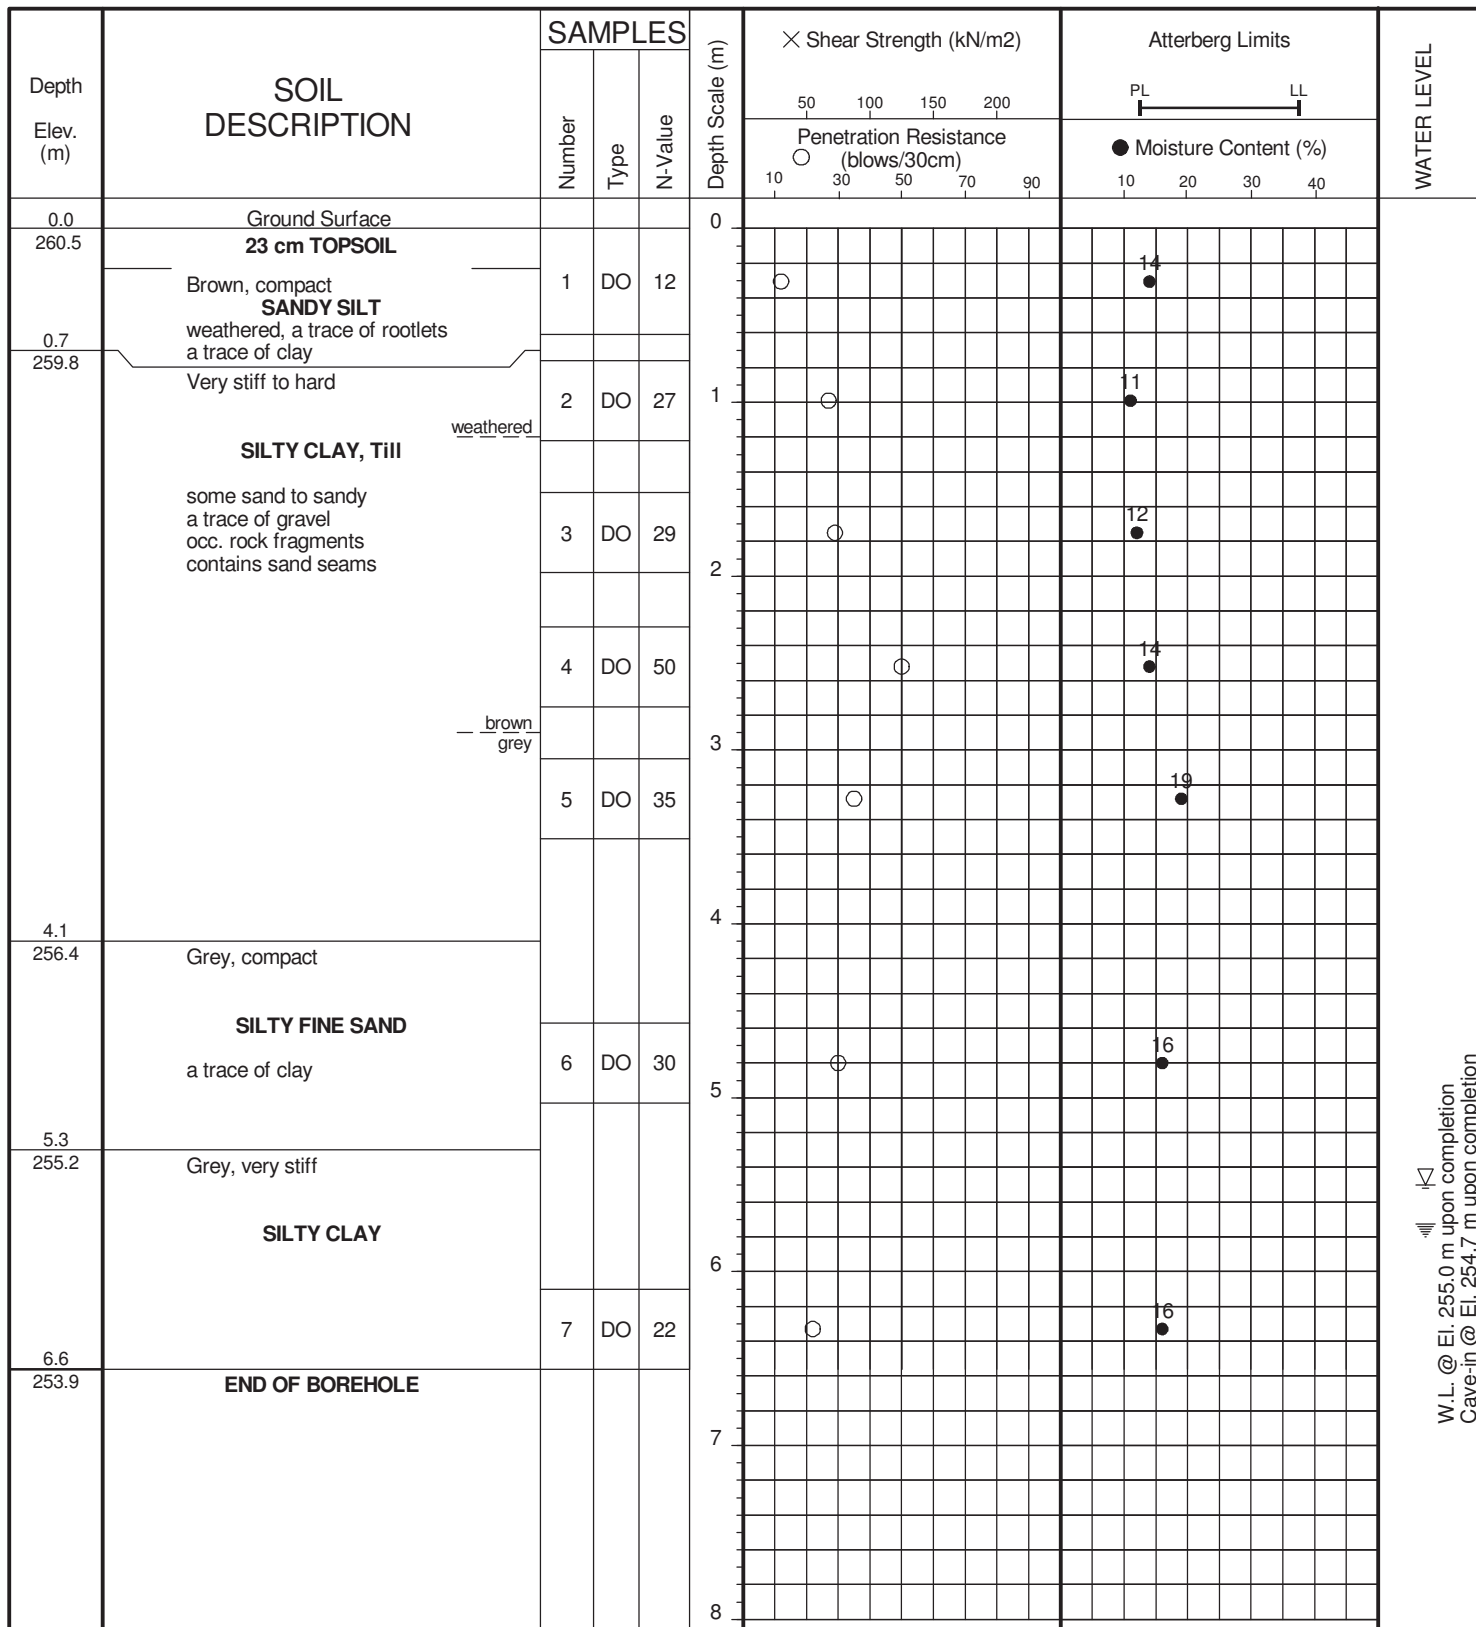 Depth
Elev.
(m)
SOIL
DESCRIPTION
SAMPLES
Number
Type
N-Value
Depth Scale (m)
× Shear Strength (kN/m2)
50 100 150 200
Penetration Resistance
(blows/30cm)
10 30 50 70 90
Atterberg Limits
PL LL
Moisture Content (%)
10 20 30 40
WATER LEVEL
0.0 Ground Surface 0
260.5 23 cm TOPSOIL
14
Brown, compact 1 DO 12
SANDY SILT
weathered, a trace of rootlets
0.7 a trace of clay
259.8
Very stiff to hard 11
2 DO 27 1
weathered
SILTY CLAY, Till
some sand to sandy
a trace of gravel 12
occ. rock fragments 3 DO 29
contains sand seams 2
14
4 DO 50
brown
grey 3
19
5 DO 35
4
4.1
256.4 Grey, compact
SILTY FINE SAND
16
a trace of clay 6 DO 30
5
5.3
255.2 Grey, very stiff
SILTY CLAY
6
16
7 DO 22
6.6
253.9 END OF BOREHOLE
7
8
W.L. @ El. 255.0 m upon completion
Cave-in @ El. 254.7 m upon completion